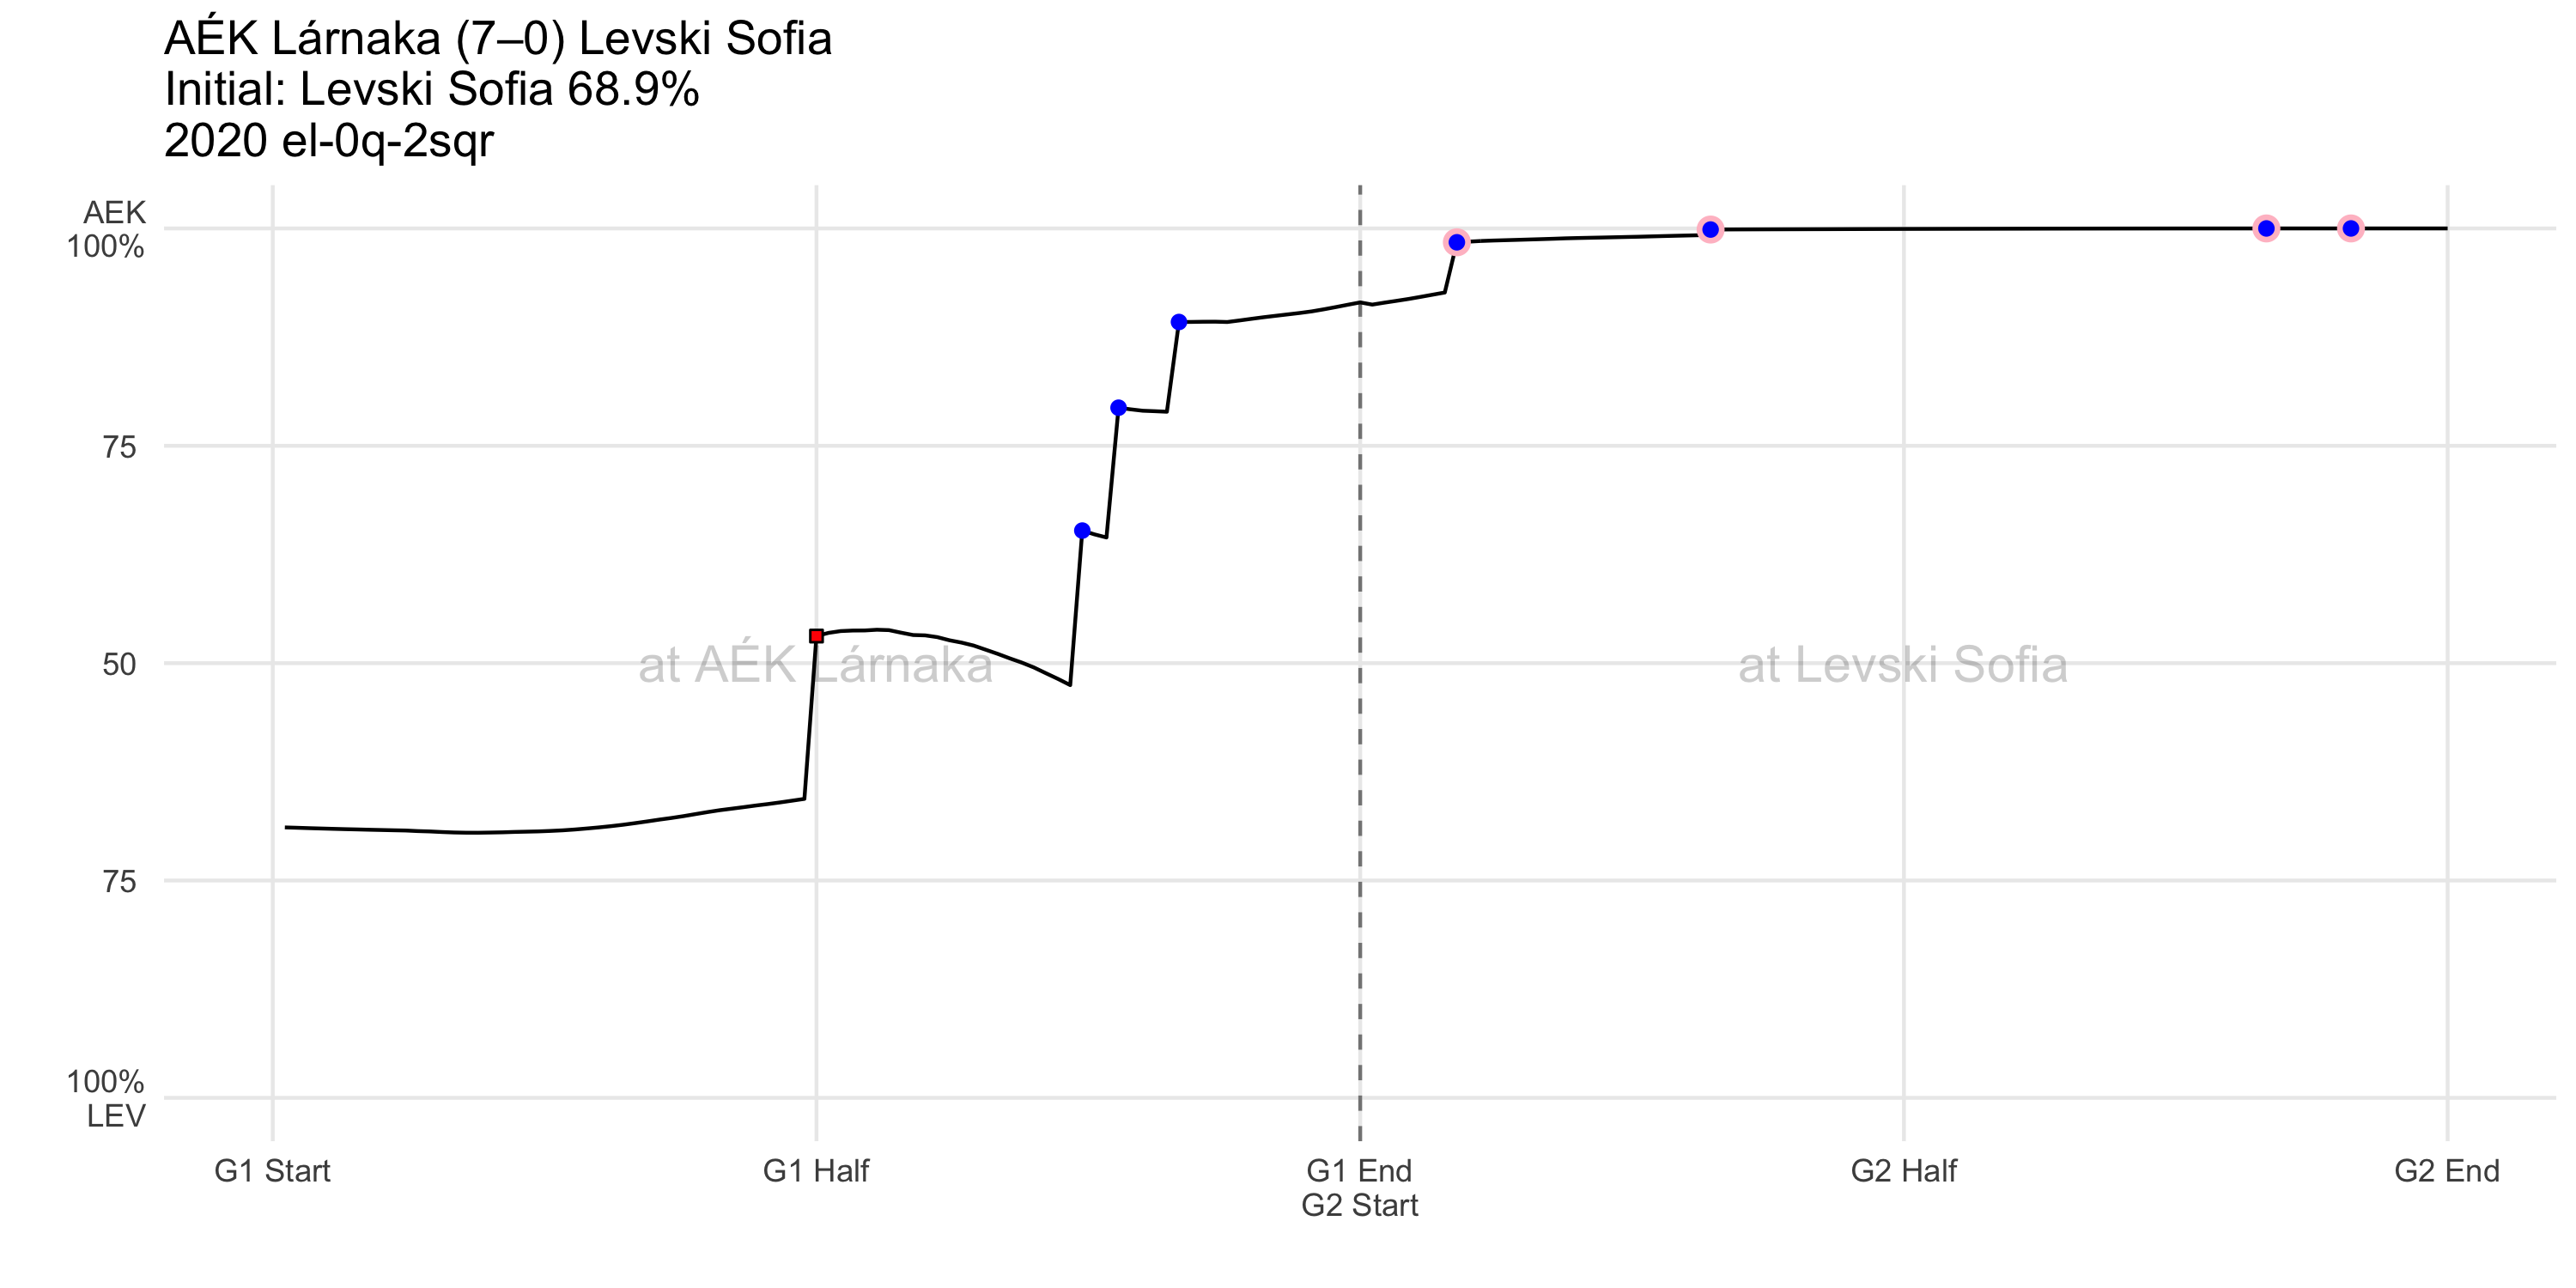 AÉK Lárnaka (7–0) Levski Sofia
Initial: Levski Sofia 68.9%
2020 el-0q-2sqr
AEK
100%
75
50
75
100%
LEV
at AÉK Lárnaka
at Levski Sofia
G1 Start
G1 Half
G1 End
G2 Start
G2 Half
G2 End